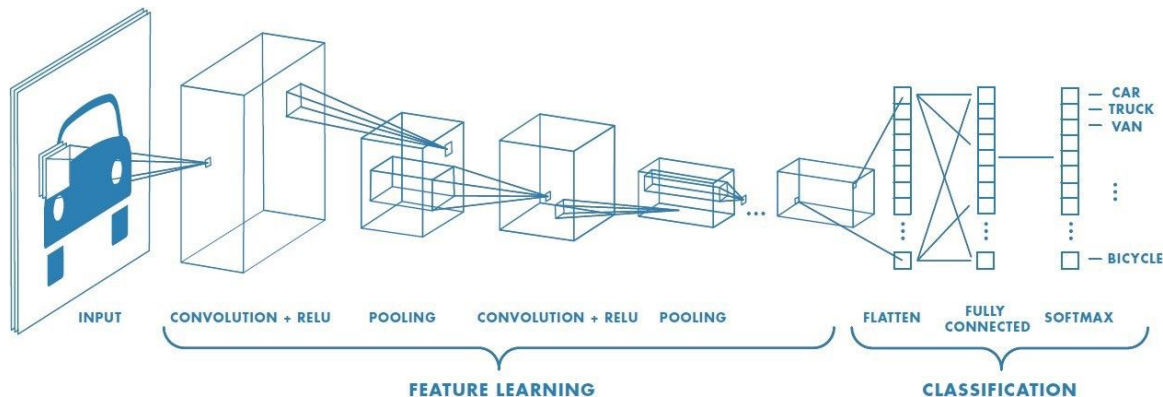 CAR
TRUCK
VAN
BICYCLE
INPUT
CONVOLUTION + RELU
POOLING
CONVOLUTION + RELU
POOLING
FLATTEN
FULLY
CONNECTED
SOFTMAX
FEATURE LEARNING
CLASSIFICATION